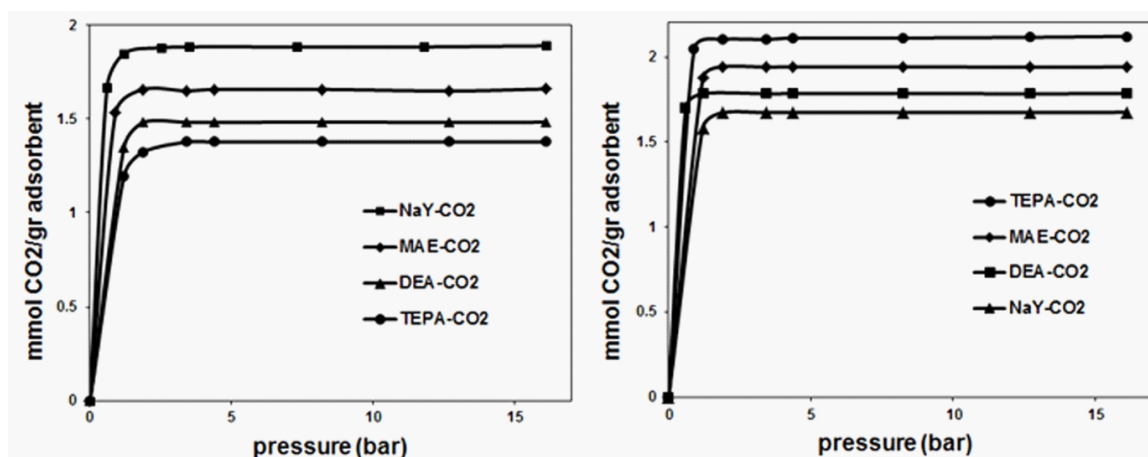 mmol CO2/gr adsorbent
2
1.5
1
0.5
0
0
5
10
15
pressure (bar)
NaY-CO2
MAE-CO2
DEA-CO2
TEPA-CO2
mmol CO2/gr adsorbent
2
1.5
1
0.5
0
0
5
10
15
pressure (bar)
TEPA-CO2
MAE-CO2
DEA-CO2
NaY-CO2